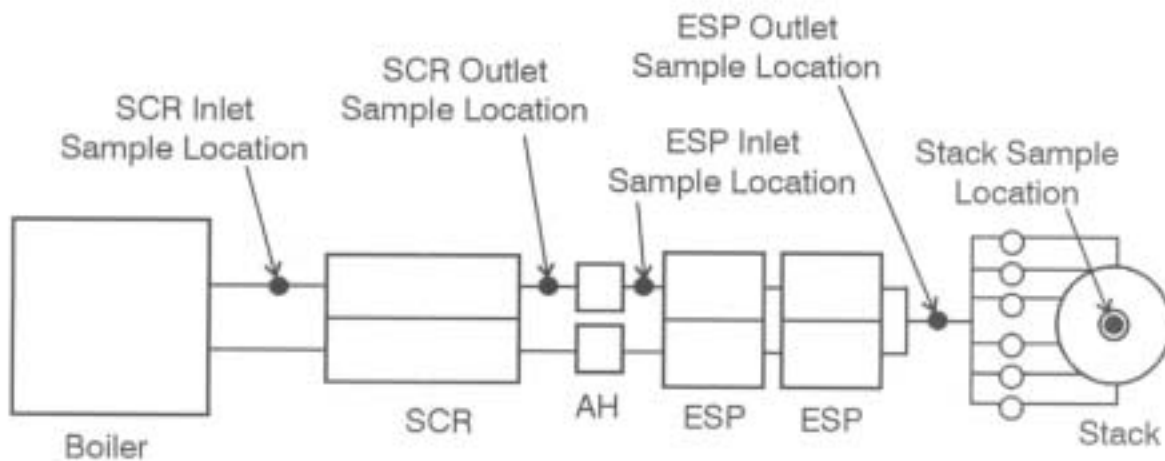 ESP Outlet
Sample Location
SCR Outlet
Sample Location
SCR Inlet
Sample Location
ESP Inlet
Sample Location
Stack Sample
Location
Boiler
SCR
AH
ESP
ESP
Stack